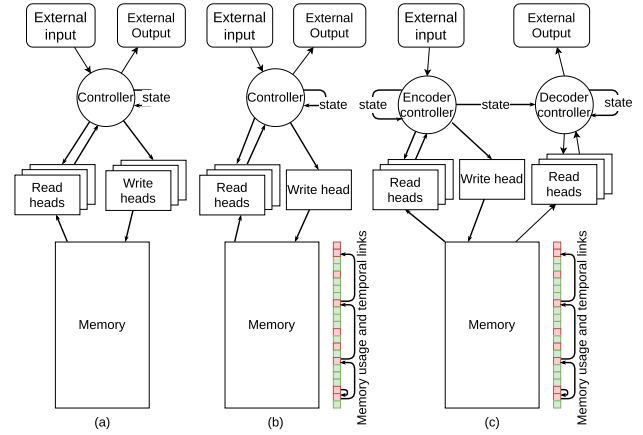 External
input
External
Output
Controller
state
Read
heads
Write
heads
Memory
(a)
External
input
External
Output
Controller
state
Read
heads
Write head
Memory
Memory usage and temporal links
(b)
External
input
External
Output
state
Encoder
controller
state
Decoder
controller
state
Read
heads
Write head
Read
heads
Memory
Memory usage and temporal links
(c)